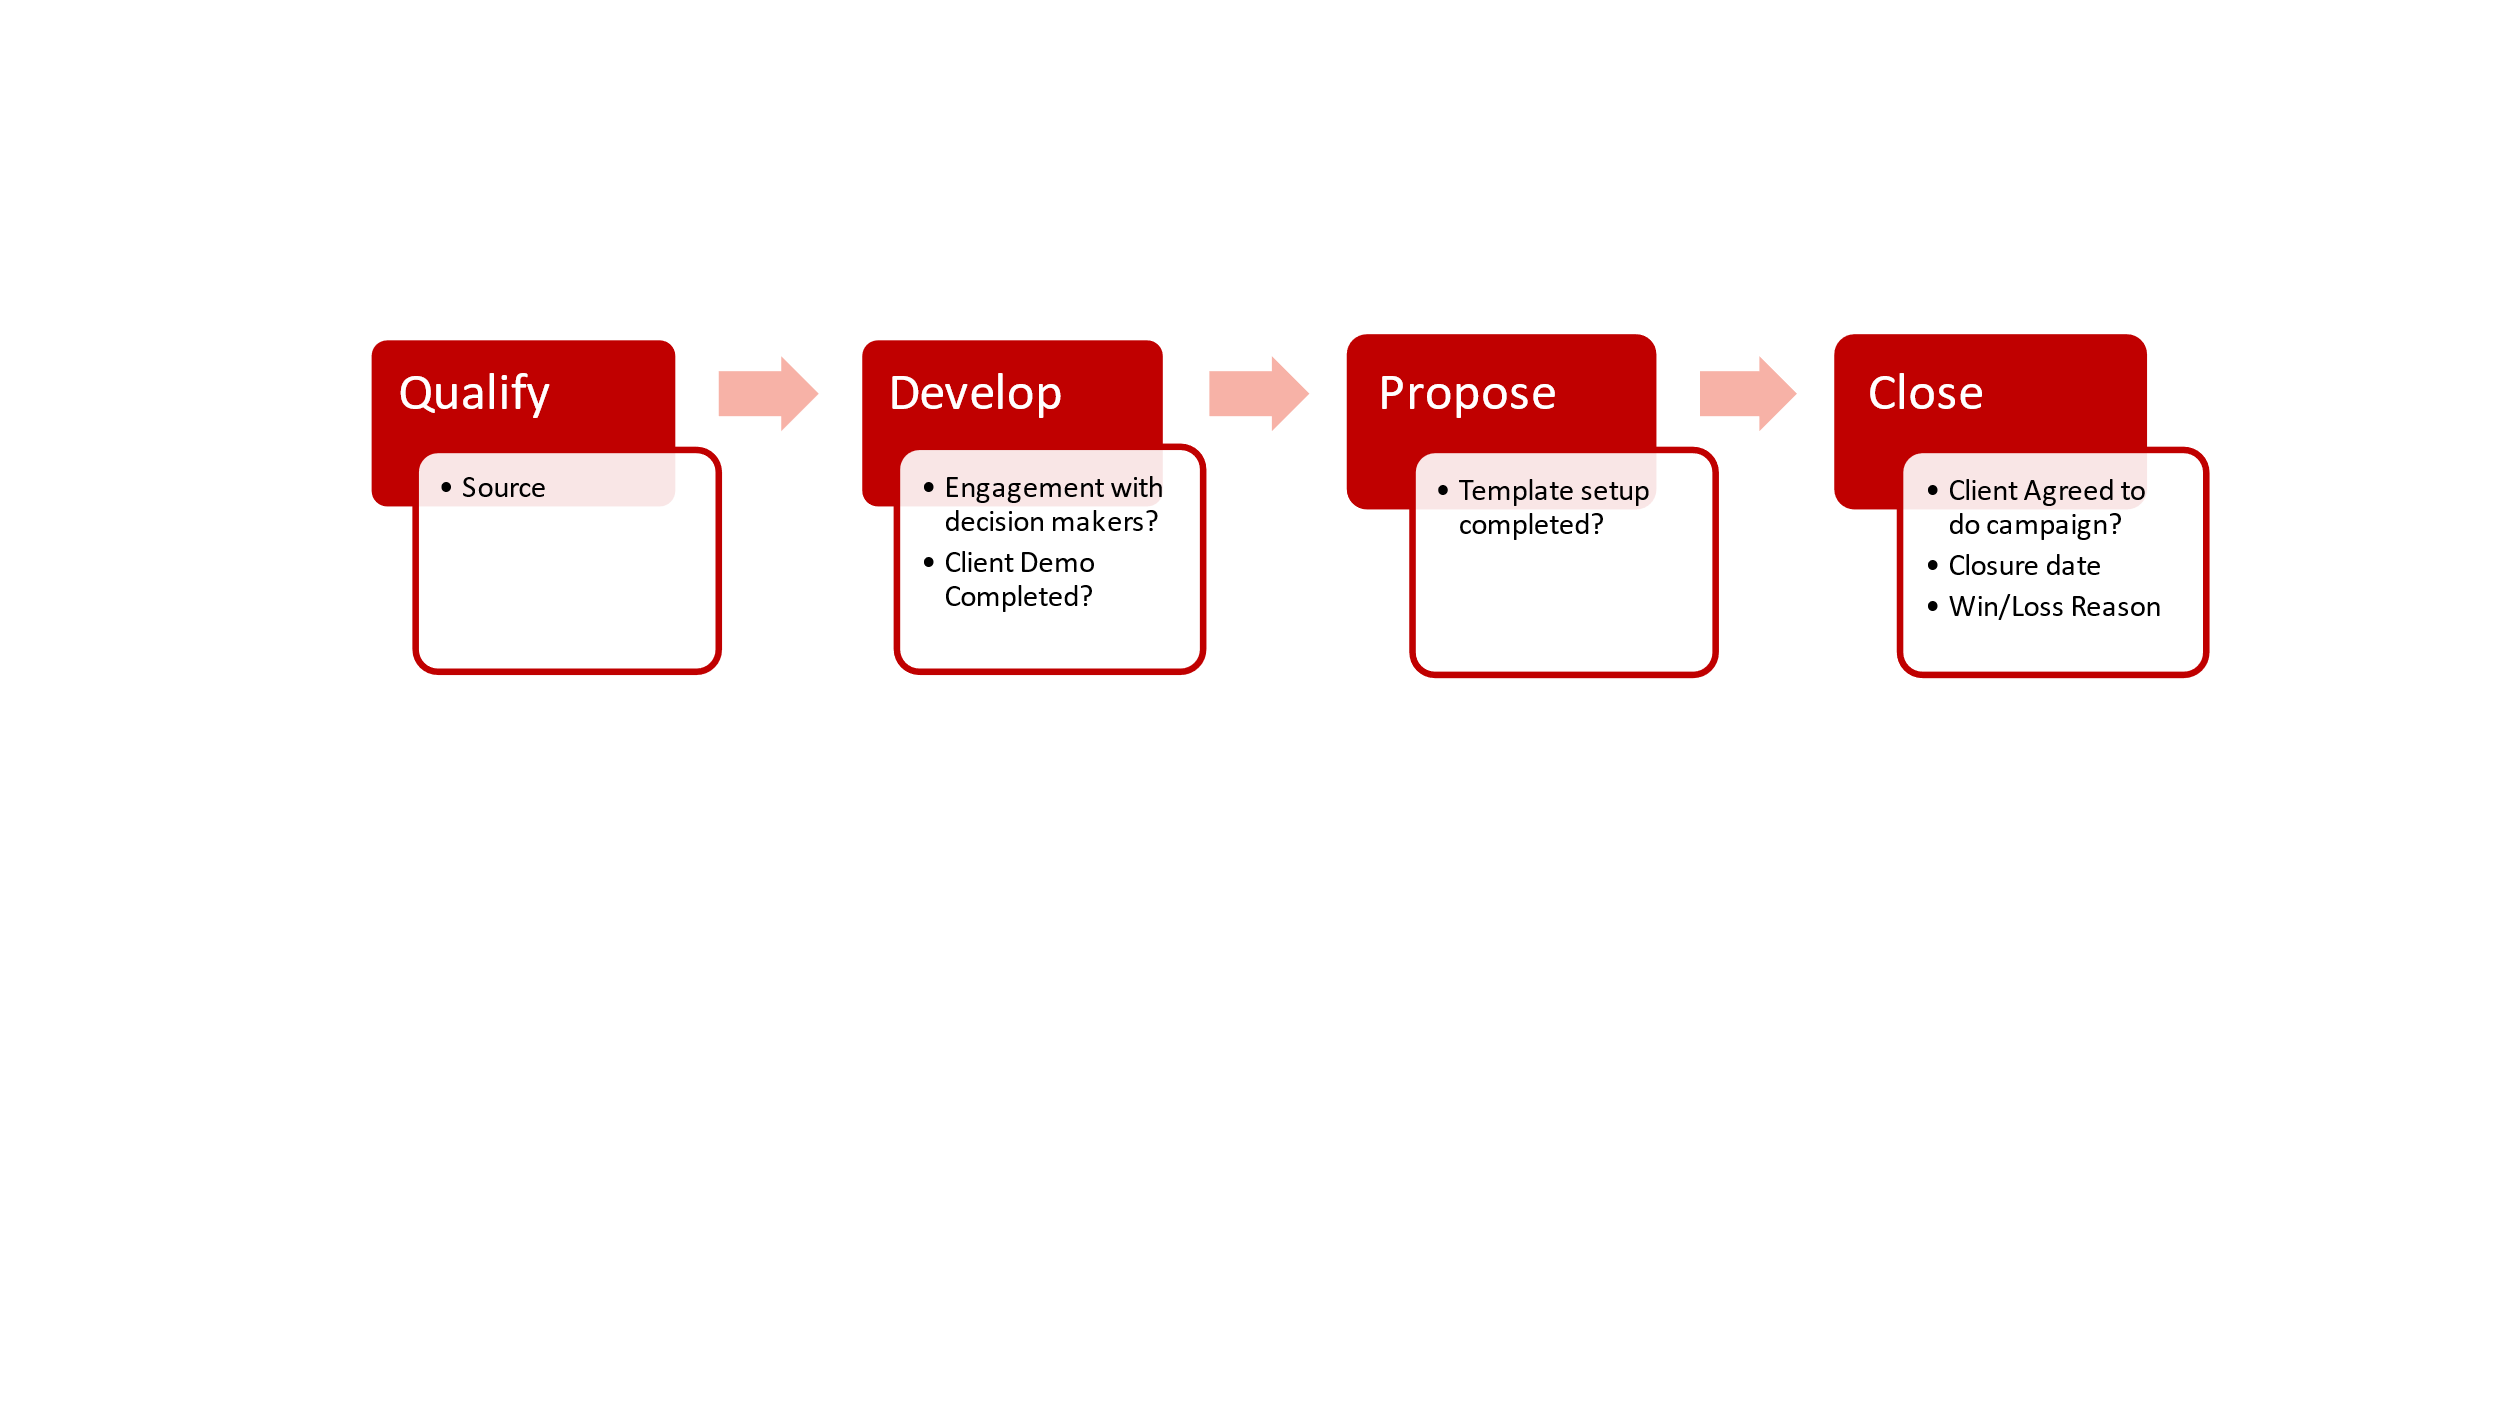 Qualify
• Source
Develop
• Engagement with
decision makers?
• Client Demo
Completed?
Propose
• Template setup
completed?
Close
• Client Agreed to
do campaign?
• Closure date
• Win/Loss Reason